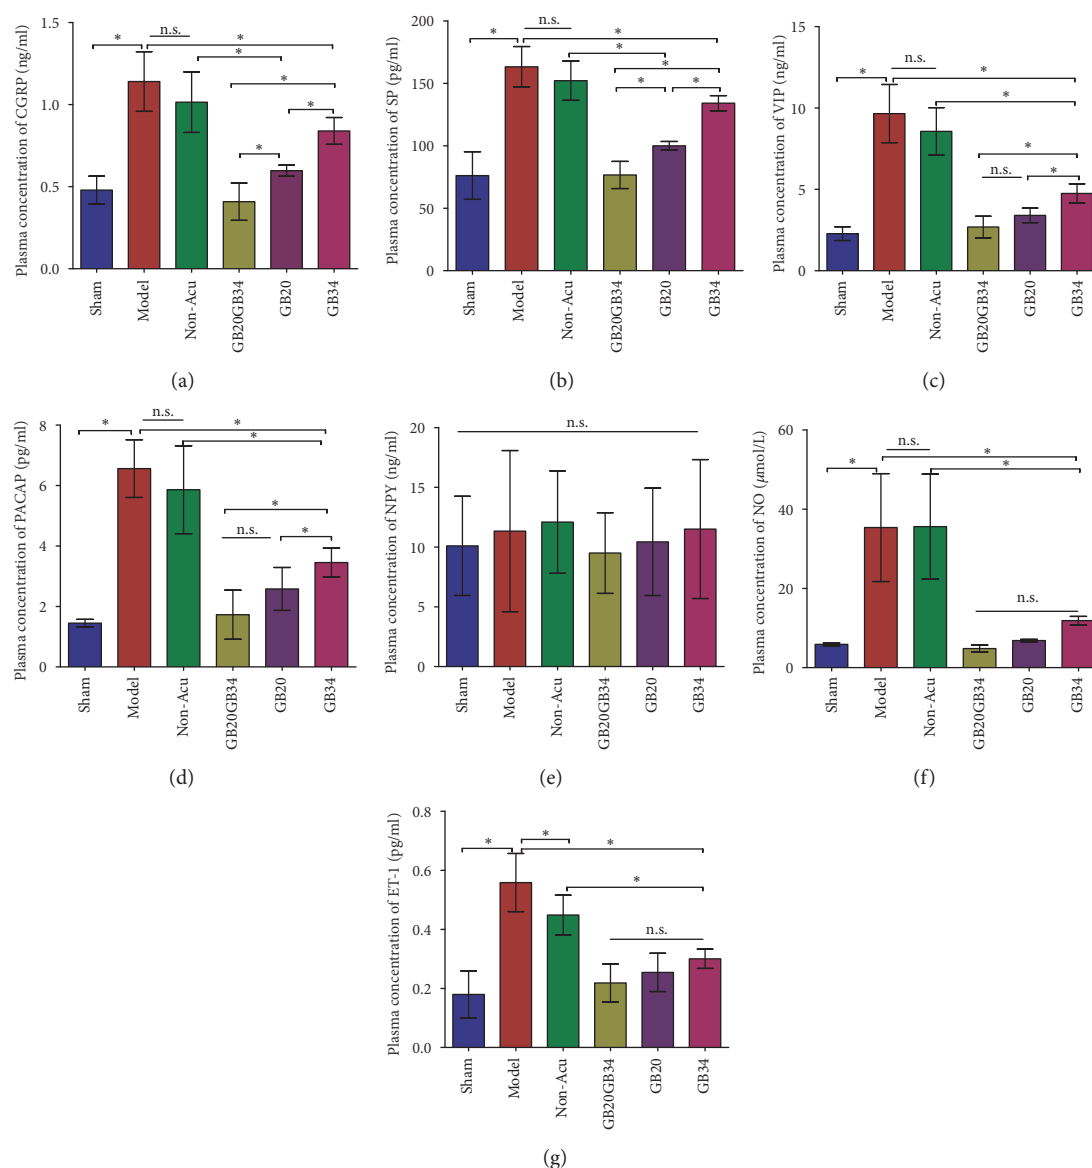 Plasma concentration of CGRP (ng/ml)
1.5
1.0
0.5
0.0
n.s.
*
*
*
*
*
*
Sham
Model
Non-Acu
GB20GB34
GB20
GB34
(a)
Plasma concentration of SP (pg/ml)
200
150
100
50
0
n.s.
*
*
*
*
*
*
Sham
Model
Non-Acu
GB20GB34
GB20
GB34
(b)
Plasma concentration of VIP (ng/ml)
15
10
5
0
n.s.
*
*
*
*
n.s.
*
Sham
Model
Non-Acu
GB20GB34
GB20
GB34
(c)
Plasma concentration of PACAP (pg/ml)
8
6
4
2
0
n.s.
*
*
*
*
n.s.
*
Sham
Model
Non-Acu
GB20GB34
GB20
GB34
(d)
Plasma concentration of NPY (ng/ml)
20
15
10
5
0
n.s.
Sham
Model
Non-Acu
GB20GB34
GB20
GB34
(e)
Plasma concentration of NO (μmol/L)
60
40
20
0
n.s.
*
*
*
n.s.
Sham
Model
Non-Acu
GB20GB34
GB20
GB34
(f)
Plasma concentration of ET-1 (pg/ml)
0.8
0.6
0.4
0.2
0.0
*
*
*
*
n.s.
Sham
Model
Non-Acu
GB20GB34
GB20
GB34
(g)